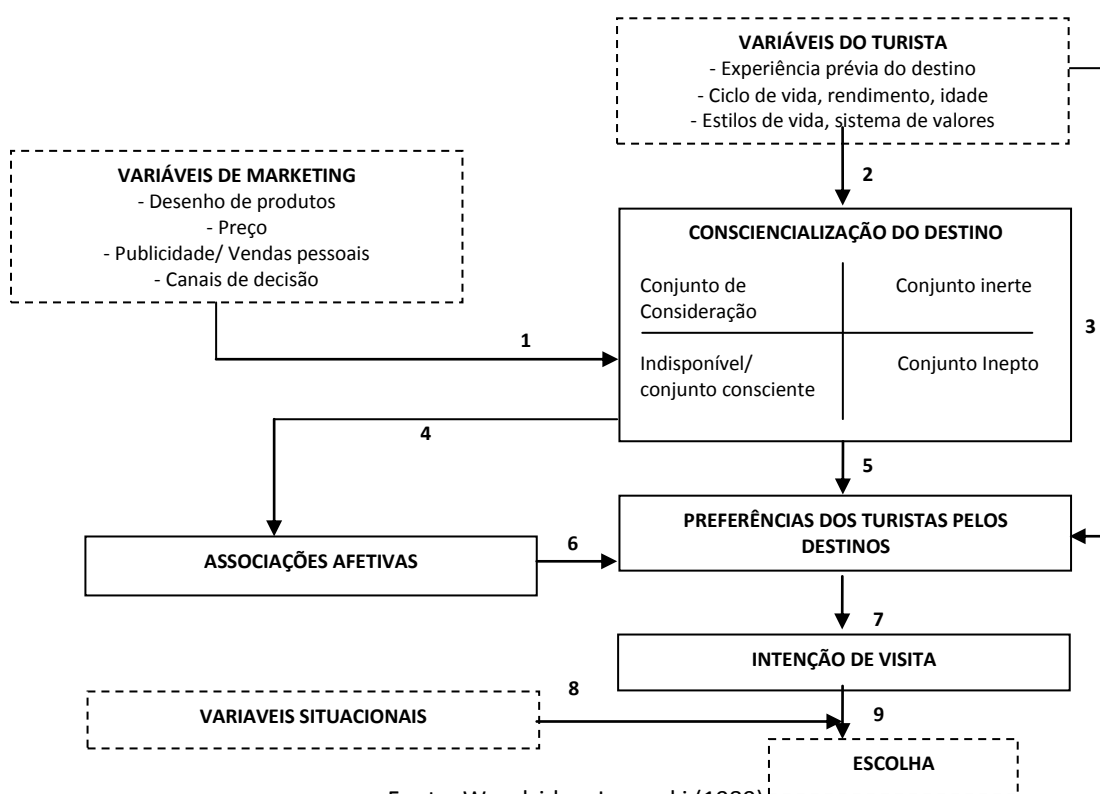 VARIÁVEIS DO TURISTA
- Experiência prévia do destino
- Ciclo de vida, rendimento, idade
- Estilos de vida, sistema de valores
VARIÁVEIS DE MARKETING
- Desenho de produtos
- Preço
- Publicidade/ Vendas pessoais
- Canais de decisão
2
CONSCIENCIALIZAÇÃO DO DESTINO
Conjunto de
Consideração
Conjunto inerte
Indisponível/
conjunto consciente
Conjunto Inepto
1
3
4
5
PREFERÊNCIAS DOS TURISTAS PELOS
DESTINOS
ASSOCIAÇÕES AFETIVAS
6
7
INTENÇÃO DE VISITA
8
VARIAVEIS SITUACIONAIS
9
ESCOLHA